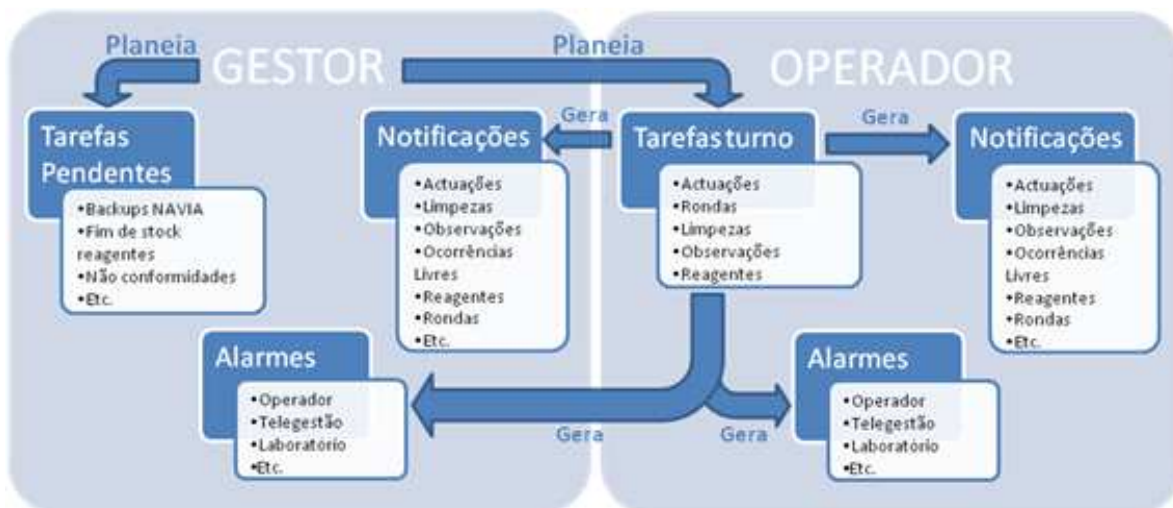 Planeia
Planeia
GESTOR
OPERADOR
Tarefas
Pendentes
•Backups NAVIA
•Fim de stock
reagentes
•Não conformidades
•Etc.
Notificações
•Actuações
•Limpezas
•Observações
•Ocorrências
Livres
•Reagentes
•Rondas
•Etc.
Gera
Tarefas turno
•Actuações
•Rondas
•Limpezas
•Observações
•Reagentes
Gera
Notificações
•Actuações
•Limpezas
•Observações
•Ocorrências
Livres
•Reagentes
•Rondas
•Etc.
Alarmes
•Operador
•Telegestão
•Laboratório
•Etc.
Gera
Gera
Alarmes
•Operador
•Telegestão
•Laboratório
•Etc.